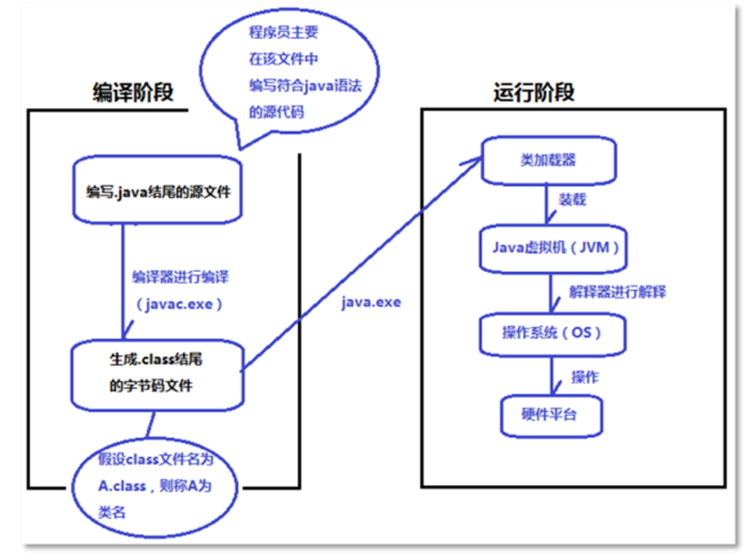 程序员主要
在该文件中
编写符合java语法
的源代码
编译阶段
编写.java结尾的源文件
编译器进行编译
（javac.exe）
生成.class结尾
的字节码文件
假设class文件名为
A.class，则称A为
类名
java.exe
运行阶段
类加载器
装载
Java虚拟机（JVM）
解释器进行解释
操作系统（OS）
操作
硬件平台